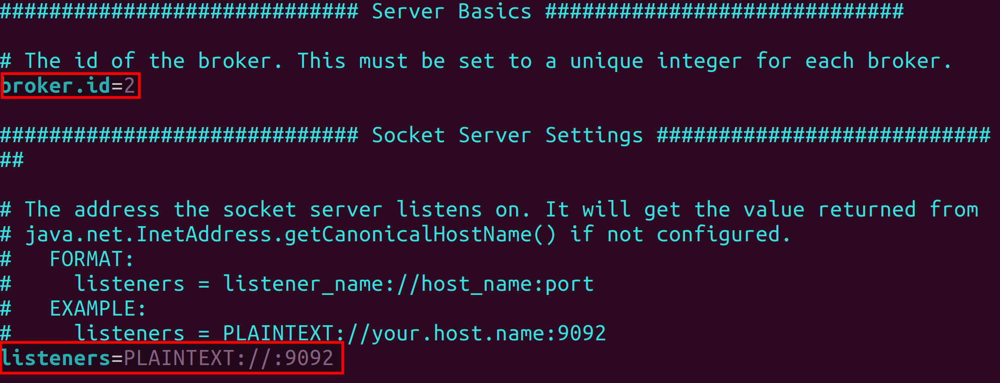 ############################# Server Basics #############################

# The id of the broker. This must be set to a unique integer for each broker.
broker.id=2

############################# Socket Server Settings ###########################
##

# The address the socket server listens on. It will get the value returned from
# java.net.InetAddress.getCanonicalHostName() if not configured.
#   FORMAT:
#     listeners = listener_name://host_name:port
#   EXAMPLE:
#     listeners = PLAINTEXT://your.host.name:9092
listeners=PLAINTEXT://:9092